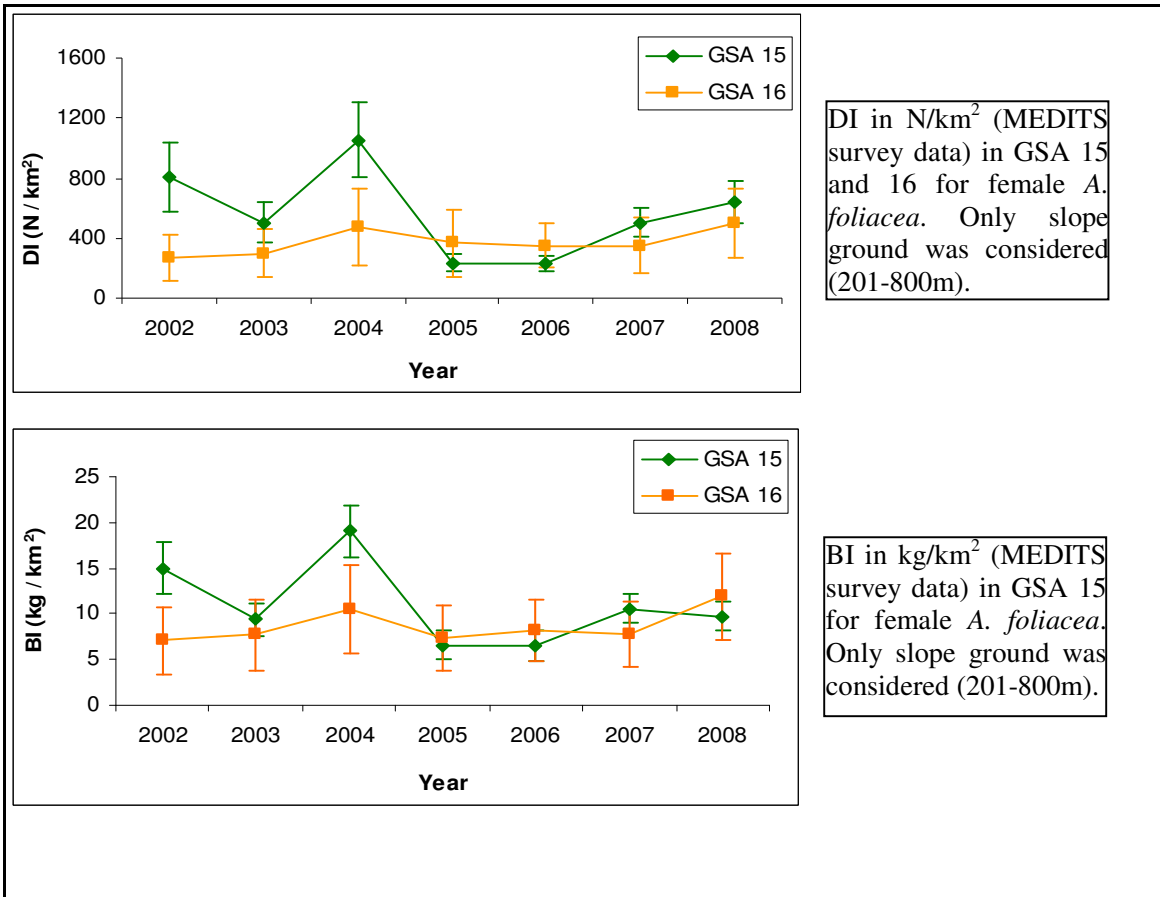 1600
1200
800
400
0
DI (N / km²)
GSA 15
GSA 16
2002 2003 2004 2005 2006 2007 2008
Year
DI in N/km² (MEDITS
survey data) in GSA 15
and 16 for female A.
foliacea. Only slope
ground was considered
(201-800m).
25
20
15
10
5
0
BI (kg / km²)
GSA 15
GSA 16
2002 2003 2004 2005 2006 2007 2008
Year
BI in kg/km² (MEDITS
survey data) in GSA 15
for female A. foliacea.
Only slope ground was
considered (201-800m).